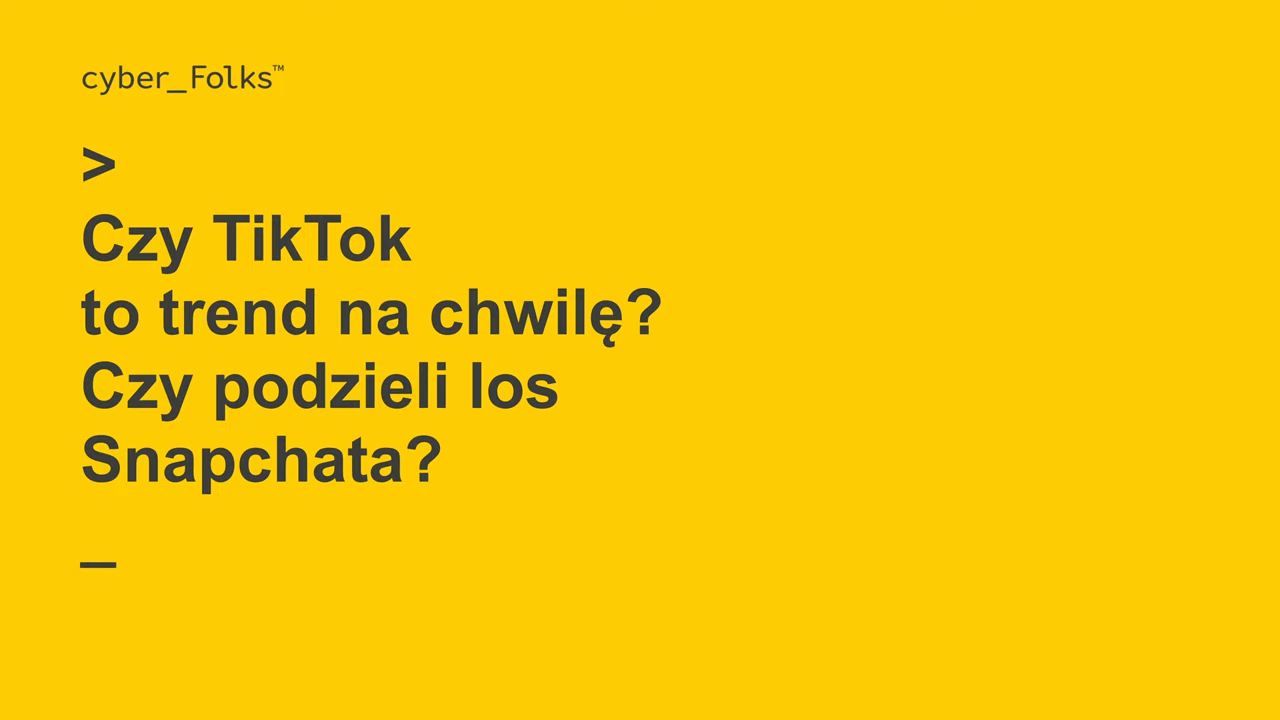 cyber_Folks™
>
Czy TikTok
to trend na chwilę?
Czy podzieli los
Snapchata?
_